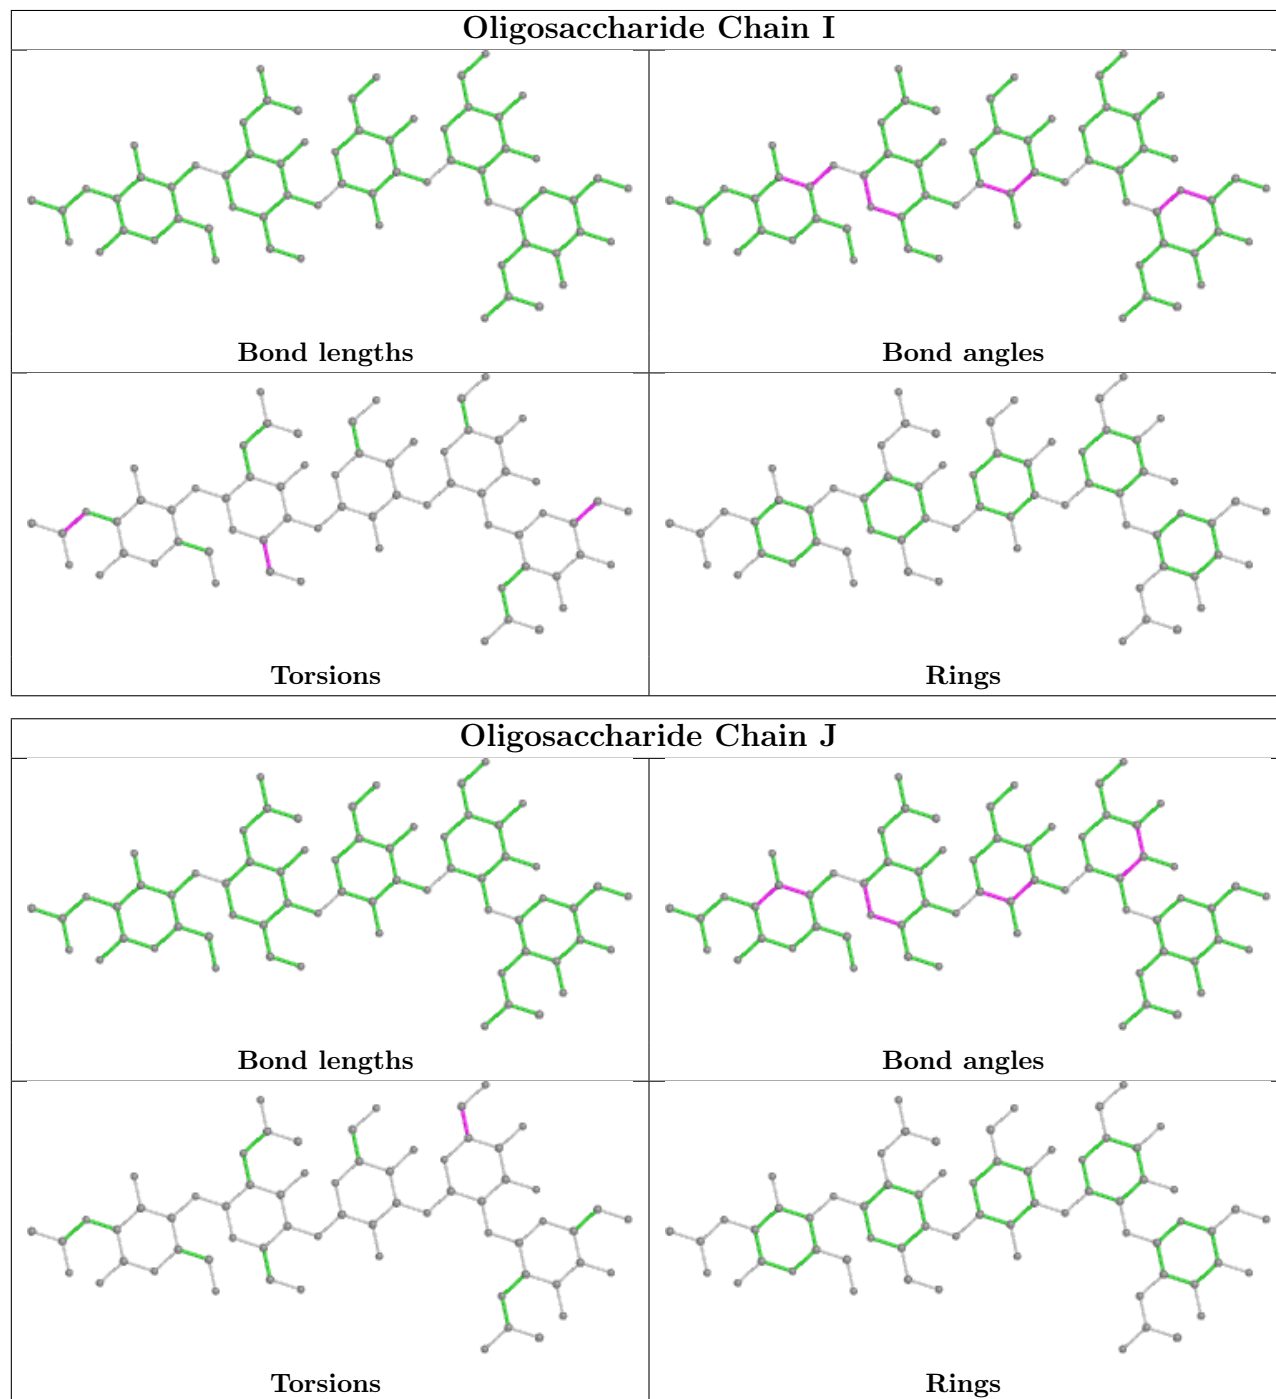 Oligosaccharide Chain I
Bond lengths
Bond angles
Torsions
Rings
Oligosaccharide Chain J
Bond lengths
Bond angles
Torsions
Rings